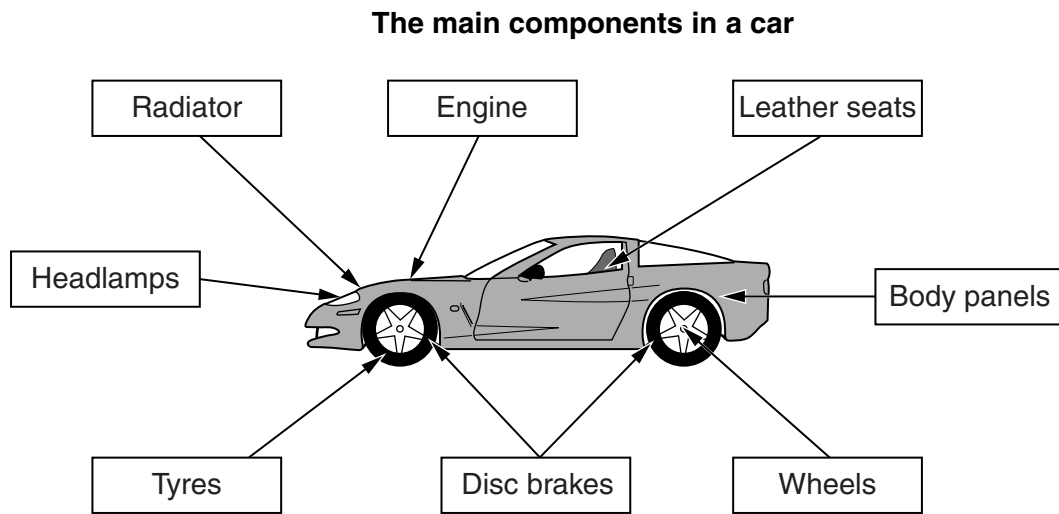 The main components in a car
Radiator
Engine
Leather seats
Headlamps
Body panels
Tyres
Disc brakes
Wheels